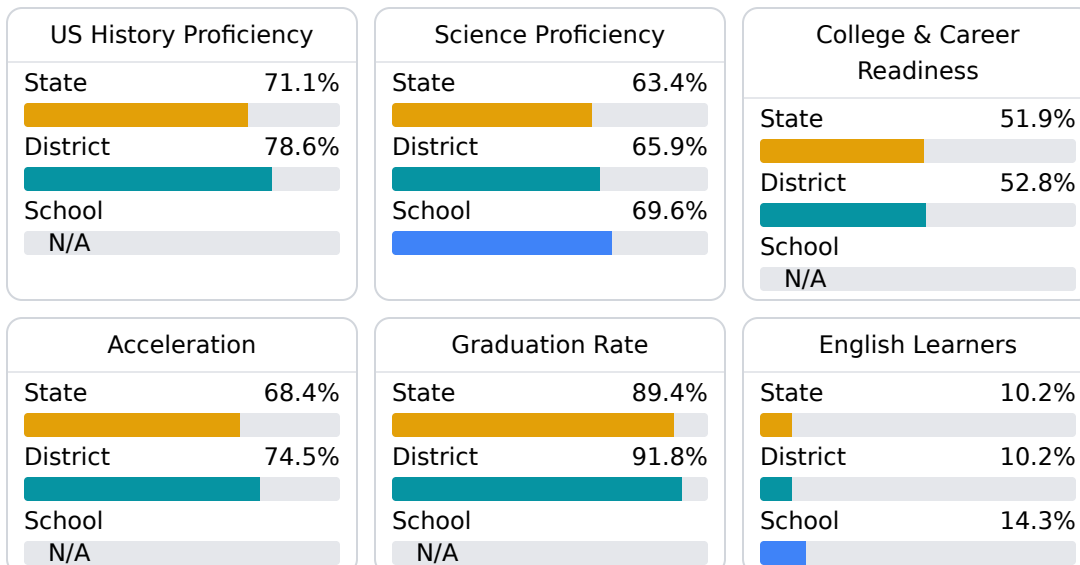 US History Proficiency
State 71.1%
District 78.6%
School
N/A
Science Proficiency
State 63.4%
District 65.9%
School 69.6%
College & Career
Readiness
State 51.9%
District 52.8%
School
N/A
Acceleration
State 68.4%
District 74.5%
School
N/A
Graduation Rate
State 89.4%
District 91.8%
School
N/A
English Learners
State 10.2%
District 10.2%
School 14.3%